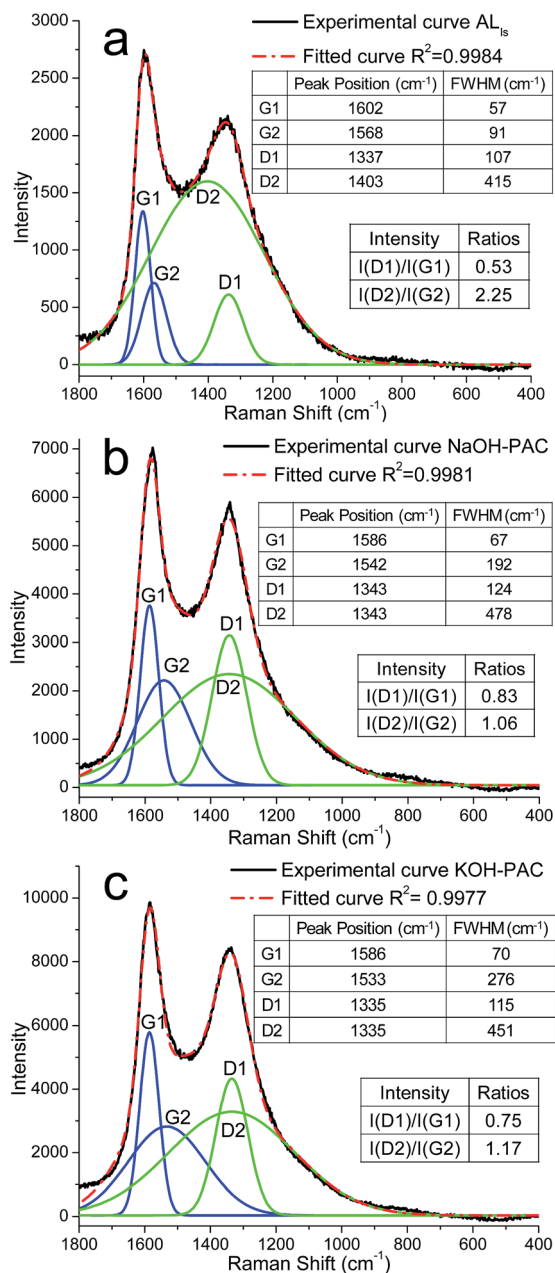 a
Experimental curve AL_ls
Fitted curve R²=0.9984
Peak Position (cm⁻¹) FWHM (cm⁻¹)
G1 1602 57
G2 1568 91
D1 1337 107
D2 1403 415
Intensity Ratios
I(D1)/I(G1) 0.53
I(D2)/I(G2) 2.25
G1
G2
D2
D1
Intensity
3000
2500
2000
1500
1000
500
0
1800 1600 1400 1200 1000 800 600 400
Raman Shift (cm⁻¹)
b
Experimental curve NaOH-PAC
Fitted curve R²=0.9981
Peak Position (cm⁻¹) FWHM (cm⁻¹)
G1 1586 67
G2 1542 192
D1 1343 124
D2 1343 478
Intensity Ratios
I(D1)/I(G1) 0.83
I(D2)/I(G2) 1.06
G1
G2
D1
D2
Intensity
7000
6000
5000
4000
3000
2000
1000
0
1800 1600 1400 1200 1000 800 600 400
Raman Shift (cm⁻¹)
c
Experimental curve KOH-PAC
Fitted curve R²= 0.9977
Peak Position (cm⁻¹) FWHM (cm⁻¹)
G1 1586 70
G2 1533 276
D1 1335 115
D2 1335 451
Intensity Ratios
I(D1)/I(G1) 0.75
I(D2)/I(G2) 1.17
G1
G2
D1
D2
Intensity
10000
8000
6000
4000
2000
0
1800 1600 1400 1200 1000 800 600 400
Raman Shift (cm⁻¹)